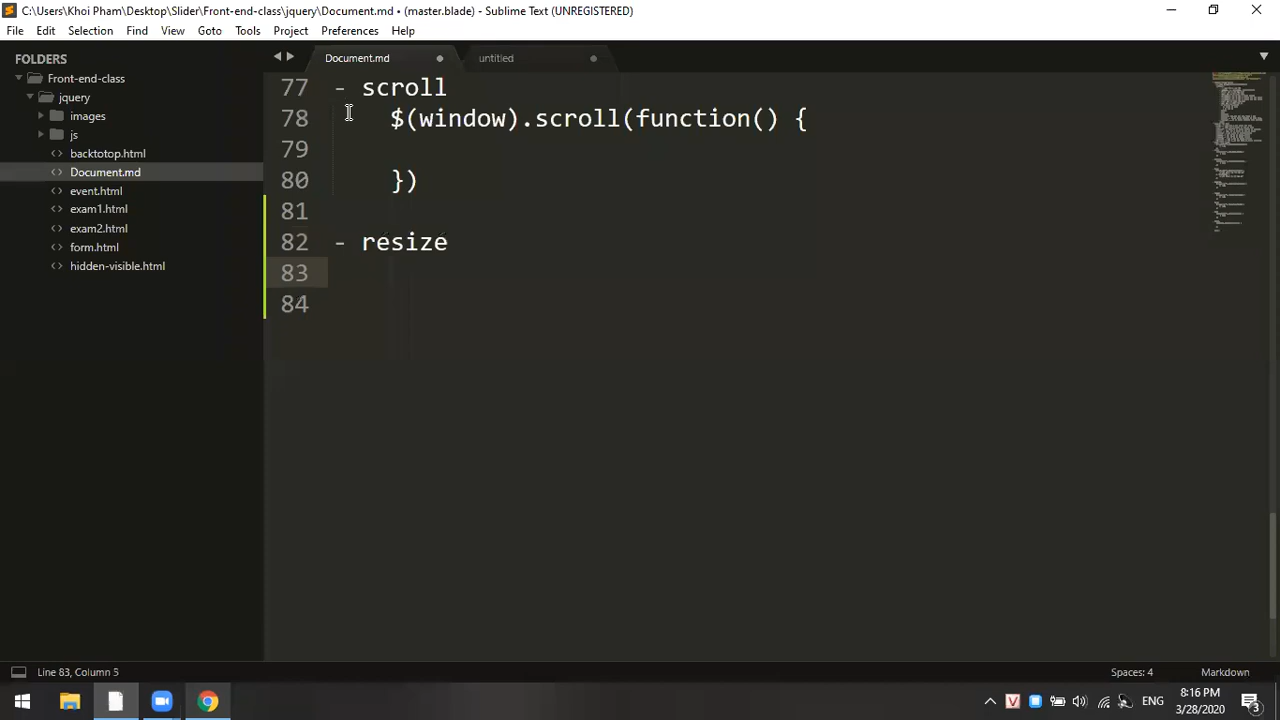 C:\Users\Khoi Pham\Desktop\Slider\Front-end-class\jquery\Document.md • (master.blade) - Sublime Text (UNREGISTERED)
File Edit Selection Find View Goto Tools Project Preferences Help
FOLDERS
Front-end-class
jquery
images
js
backtotop.html
Document.md
event.html
exam1.html
exam2.html
form.html
hidden-visible.html
Document.md
untitled
77 - scroll
78 $(window).scroll(function() {
79
80 })
81
82 - resize
83
84
Line 83, Column 5
Spaces: 4
Markdown
ENG
8:16 PM
3/28/2020
3